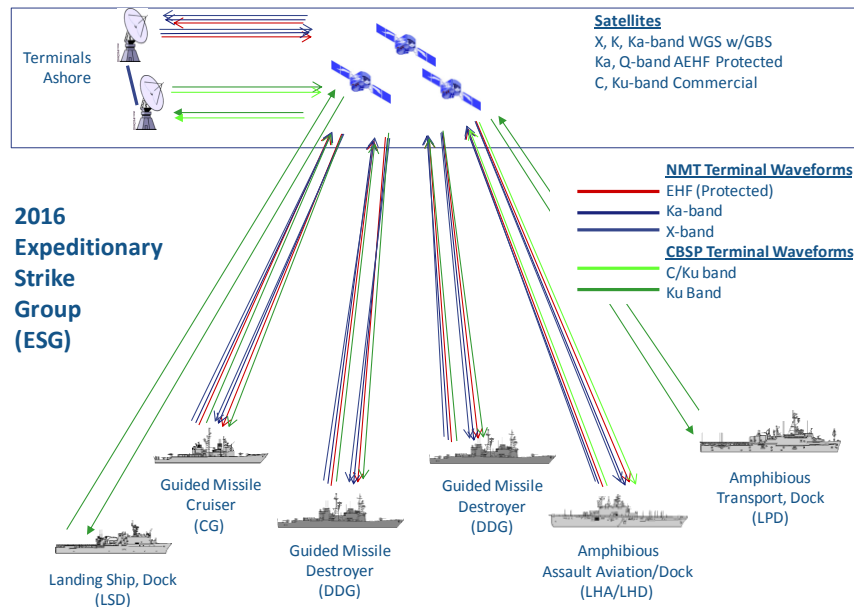 Terminals
Ashore
Satellites
X, K, Ka-band WGS w/GBS
Ka, Q-band AEHF Protected
C, Ku-band Commercial
NMT Terminal Waveforms
EHF (Protected)
Ka-band
X-band
CBSP Terminal Waveforms
C/Ku band
Ku Band
2016
Expeditionary
Strike
Group
(ESG)
Guided Missile
Cruiser
(CG)
Guided Missile
Destroyer
(DDG)
Amphibious
Transport, Dock
(LPD)
Landing Ship, Dock
(LSD)
Guided Missile
Destroyer
(DDG)
Amphibious
Assault Aviation/Dock
(LHA/LHD)